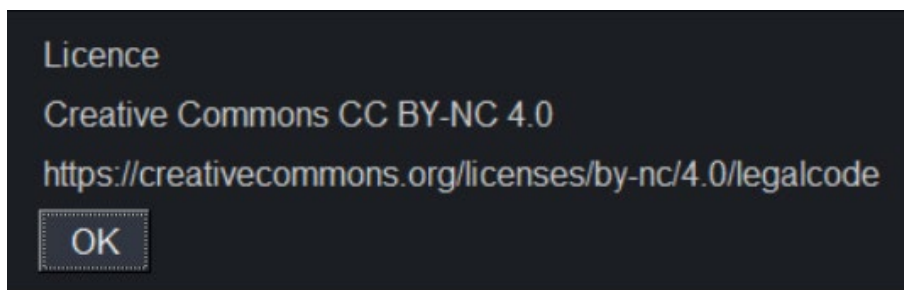 Licence
Creative Commons CC BY-NC 4.0
https://creativecommons.org/licenses/by-nc/4.0/legalcode
OK